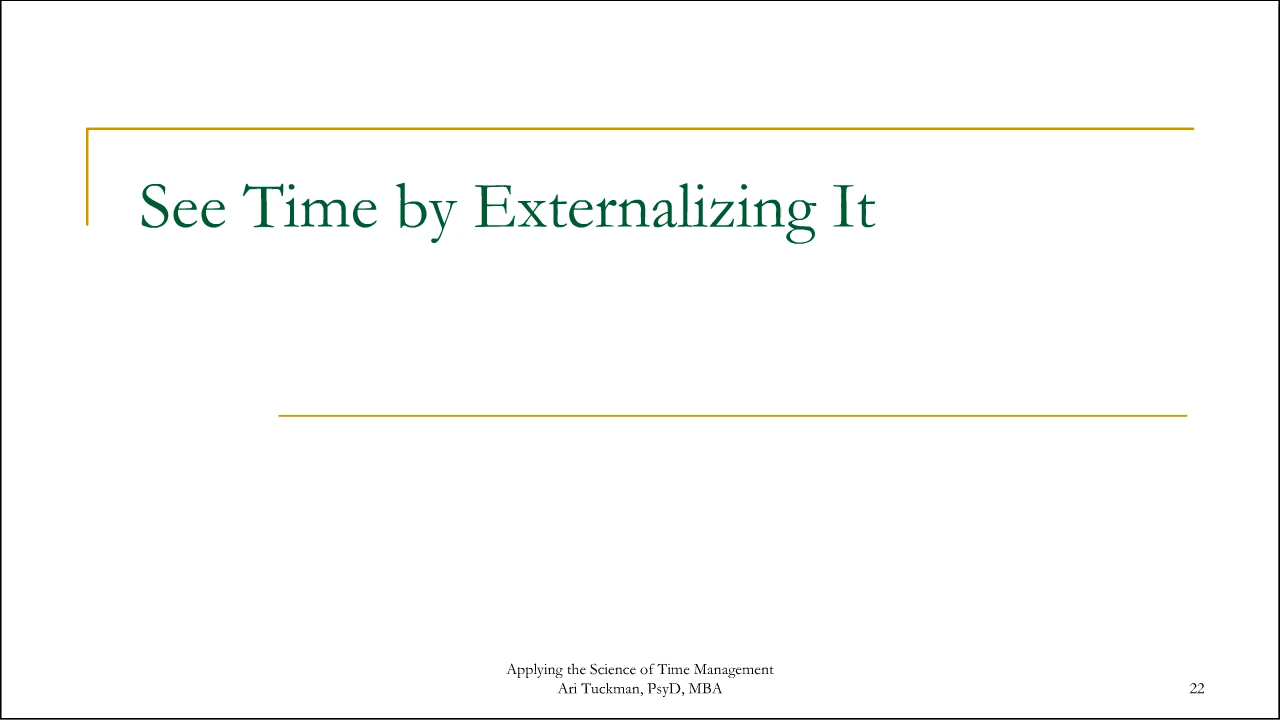 See Time by Externalizing It
Applying the Science of Time Management
Ari Tuckman, PsyD, MBA
22